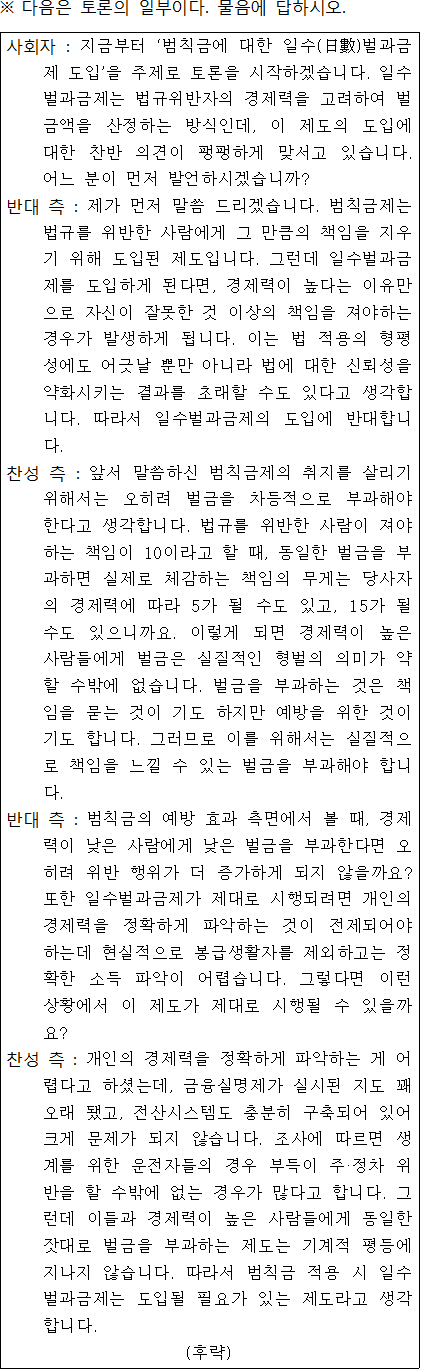 ※ 다음은 토론의 일부이다. 물음에 답하시오.
사회자 : 지금부터 ‘범칙금에 대한 일수(日數)벌과금
제 도입’을 주제로 토론을 시작하겠습니다. 일수
벌과금제는 법규위반자의 경제력을 고려하여 벌
금액을 산정하는 방식인데, 이 제도의 도입에
대한 찬반 의견이 팽팽하게 맞서고 있습니다.
어느 분이 먼저 발언하시겠습니까?
반대 측 : 제가 먼저 말씀 드리겠습니다. 범칙금제는
법규를 위반한 사람에게 그 만큼의 책임을 지우
기 위해 도입된 제도입니다. 그런데 일수벌과금
제를 도입하게 된다면, 경제력이 높다는 이유만
으로 자신이 잘못한 것 이상의 책임을 져야하는
경우가 발생하게 됩니다. 이는 법 적용의 형평
성에도 어긋날 뿐만 아니라 법에 대한 신뢰성을
약화시키는 결과를 초래할 수도 있다고 생각합
니다. 따라서 일수벌과금제의 도입에 반대합니
다.
찬성 측 : 앞서 말씀하신 범칙금제의 취지를 살리기
위해서는 오히려 벌금을 차등적으로 부과해야
한다고 생각합니다. 법규를 위반한 사람이 져야
하는 책임이 10이라고 할 때, 동일한 벌금을 부
과하면 실제로 체감하는 책임의 무게는 당사자
의 경제력에 따라 5가 될 수도 있고, 15가 될
수도 있으니까요. 이렇게 되면 경제력이 높은
사람들에게 벌금은 실질적인 형벌의 의미가 약
할 수밖에 없습니다. 벌금을 부과하는 것은 책
임을 묻는 것이 기도 하지만 예방을 위한 것이
기도 합니다. 그러므로 이를 위해서는 실질적으
로 책임을 느낄 수 있는 벌금을 부과해야 합니
다.
반대 측 : 범칙금의 예방 효과 측면에서 볼 때, 경제
력이 낮은 사람에게 낮은 벌금을 부과한다면 오
히려 위반 행위가 더 증가하게 되지 않을까요?
또한 일수벌과금제가 제대로 시행되려면 개인의
경제력을 정확하게 파악하는 것이 전제되어야
하는데 현실적으로 봉급생활자를 제외하고는 정
확한 소득 파악이 어렵습니다. 그렇다면 이런
상황에서 이 제도가 제대로 시행될 수 있을까
요?
찬성 측 : 개인의 경제력을 정확하게 파악하는 게 어
렵다고 하셨는데, 금융실명제가 실시된 지도 꽤
오래 됐고, 전산시스템도 충분히 구축되어 있어
크게 문제가 되지 않습니다. 조사에 따르면 생
계를 위한 운전자들의 경우 부득이 주·정차 위
반을 할 수밖에 없는 경우가 많다고 합니다. 그
런데 이들과 경제력이 높은 사람들에게 동일한
잣대로 벌금을 부과하는 제도는 기계적 평등에
지나지 않습니다. 따라서 범칙금 적용 시 일수
벌과금제는 도입될 필요가 있는 제도라고 생각
합니다.
(후략)